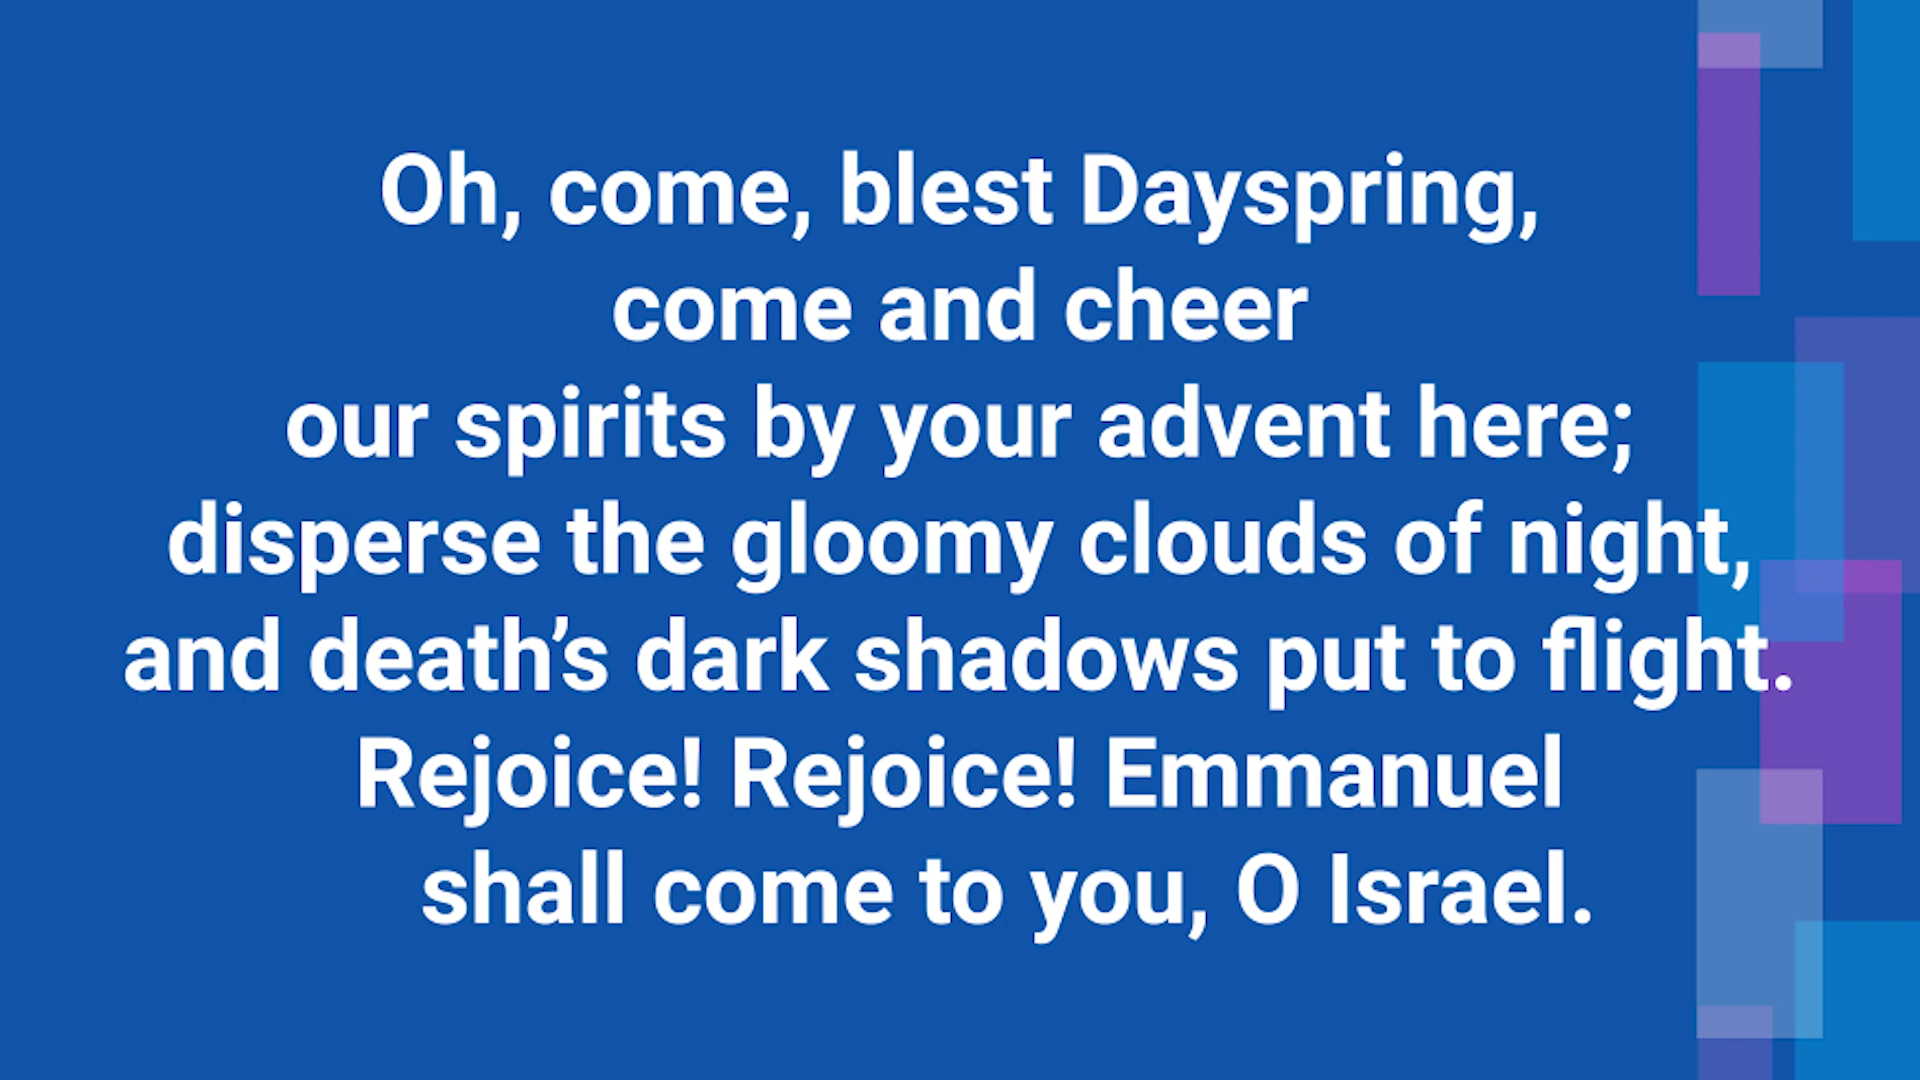 Oh, come, blest Dayspring,
come and cheer
our spirits by your advent here;
disperse the gloomy clouds of night,
and death’s dark shadows put to flight.
Rejoice! Rejoice! Emmanuel
shall come to you, O Israel.